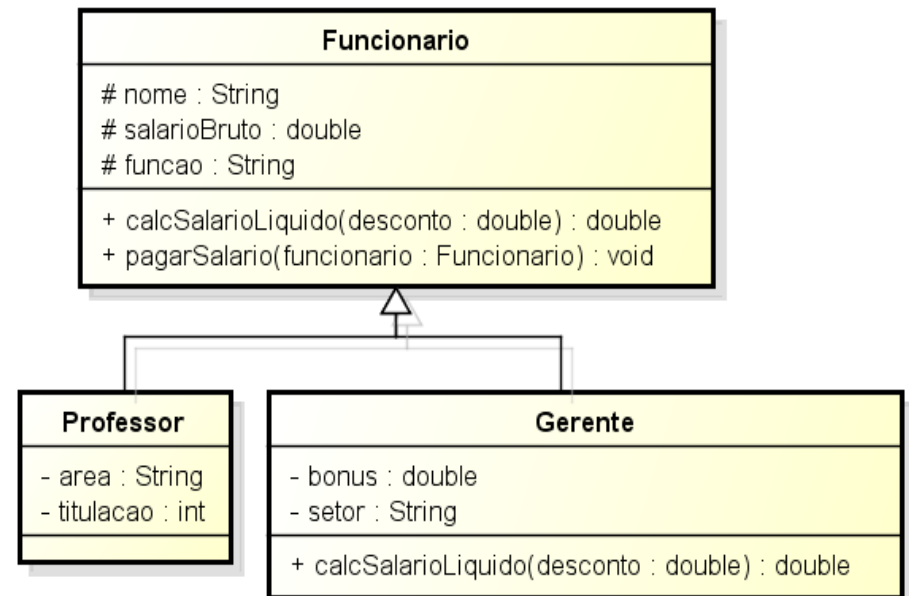 Funcionario
# nome : String
# salarioBruto : double
# funcao : String
+ calcSalarioLiquido(desconto : double) : double
+ pagarSalario(funcionario : Funcionario) : void
Professor
- area : String
- titulacao : int
Gerente
- bonus : double
- setor : String
+ calcSalarioLiquido(desconto : double) : double